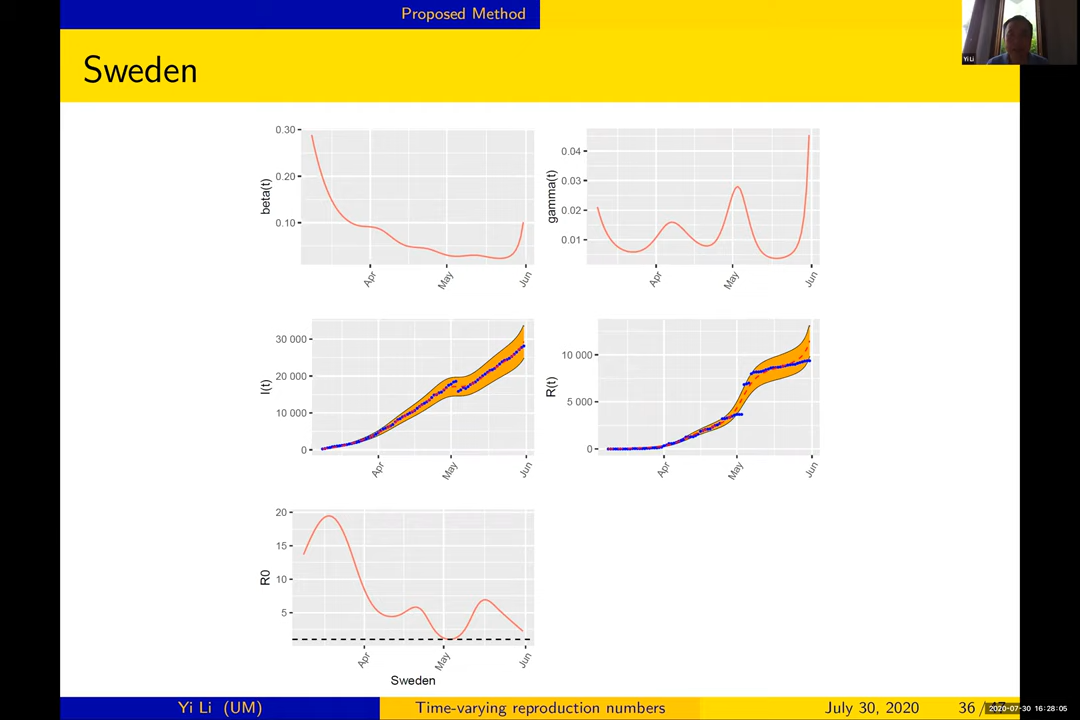 Proposed Method
Yi Li
Sweden
0.30
0.20
0.10
beta(t)
Apr
May
Jun
0.04
0.03
0.02
0.01
gamma(t)
Apr
May
Jun
30 000
20 000
10 000
0
I(t)
Apr
May
Jun
10 000
5 000
0
R(t)
Apr
May
Jun
20
15
10
5
R0
Apr
May
Jun
Sweden
Yi Li (UM)
Time-varying reproduction numbers
July 30, 2020
36 /
2020-07-30 16:28:05